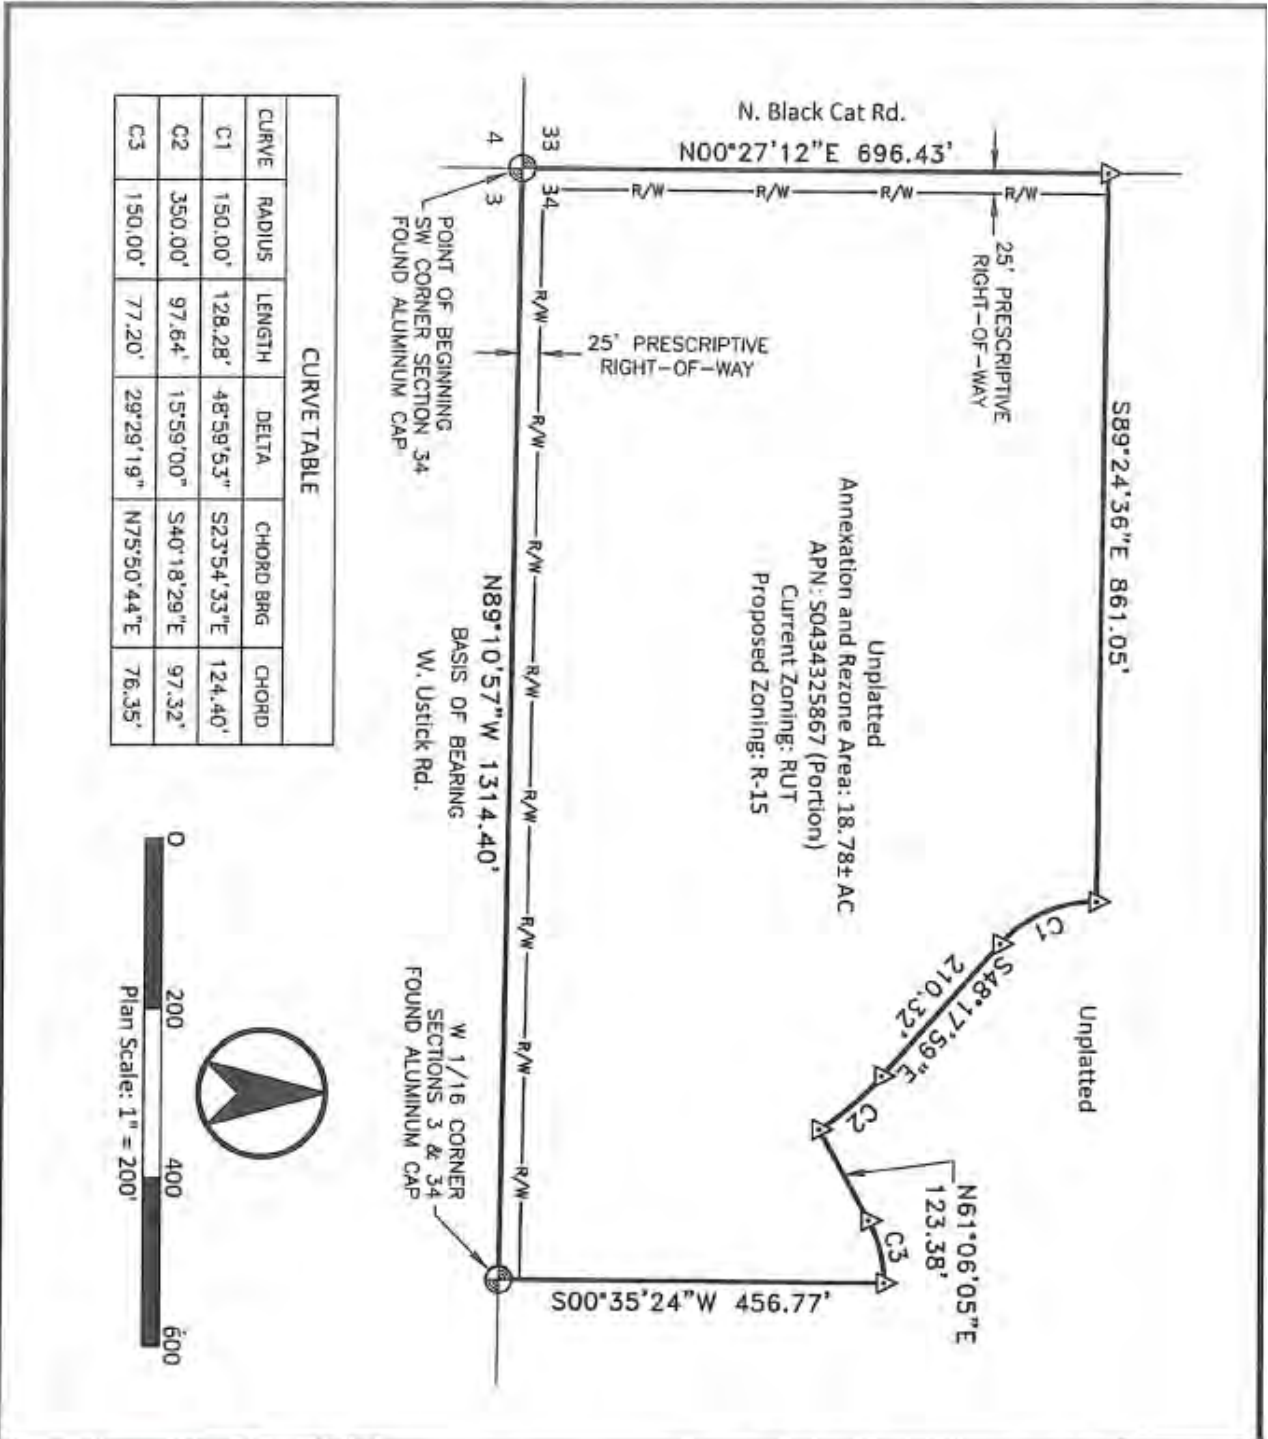 N. Black Cat Rd.
N00°27'12"E 696.43'
R/W R/W R/W R/W
25' PRESCRIPTIVE
RIGHT-OF-WAY
S89°24'36"E 861.05'
C1
S48°17'59"E
210.32'
C2
N61°06'05"E
123.38'
C3
S00°35'24"W 456.77'
Unplatted
Unplatted
Annexation and Rezone Area: 18.78± AC
APN: S0434325867 (Portion)
Current Zoning: RUT
Proposed Zoning: R-15
25' PRESCRIPTIVE
RIGHT-OF-WAY
R/W R/W R/W R/W R/W R/W R/W R/W
33 34
4 3
POINT OF BEGINNING
SW CORNER SECTION 34
FOUND ALUMINUM CAP
N89°10'57"W 1314.40'
BASIS OF BEARING
W. Ustick Rd.
W 1/16 CORNER
SECTIONS 3 & 34
FOUND ALUMINUM CAP
CURVE TABLE
CURVE RADIUS LENGTH DELTA CHORD BRG CHORD
C1 150.00' 128.28' 48°59'53" S23°54'33"E 124.40'
C2 350.00' 97.64' 15°59'00" S40°18'29"E 97.32'
C3 150.00' 77.20' 29°29'19" N75°50'44"E 76.35'
0 200 400 600
Plan Scale: 1" = 200'